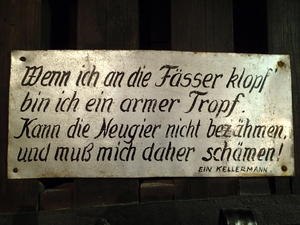 Wenn ich an die Fässer klopf'
bin ich ein armer Tropf.
Kann die Neugier nicht bezähmen,
und muß mich daher schämen!
EIN KELLERMANN.